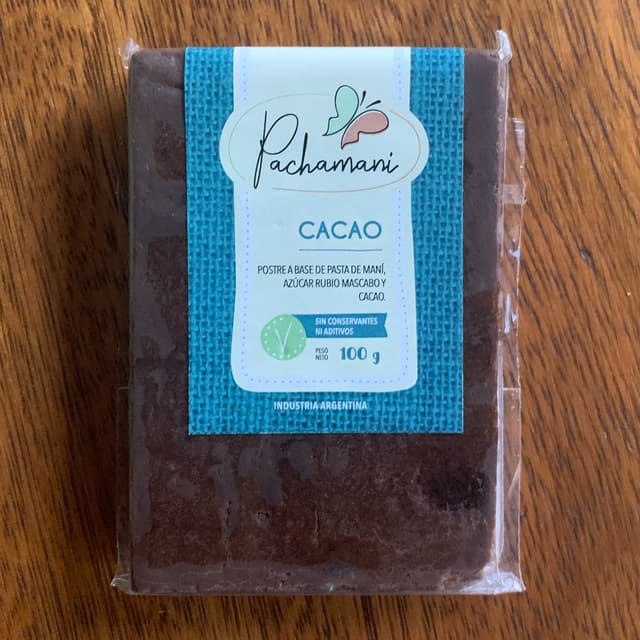 Pachamani
CACAO
POSTRE A BASE DE PASTA DE MANÍ,
AZÚCAR RUBIO MASCABO Y
CACAO.
SIN CONSERVANTES
NI ADITIVOS
PESO
NETO 100 g
INDUSTRIA ARGENTINA